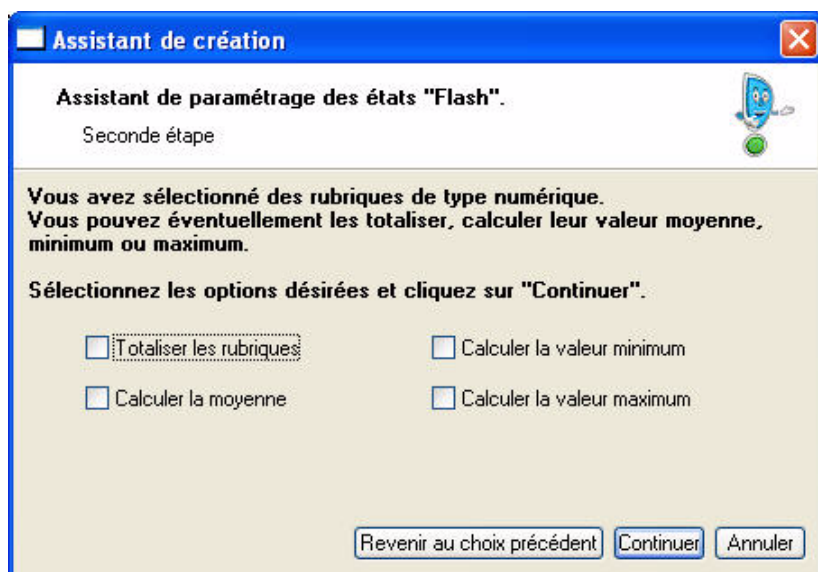 Assistant de création
Assistant de paramétrage des états "Flash".
Seconde étape
Vous avez sélectionné des rubriques de type numérique.
Vous pouvez éventuellement les totaliser, calculer leur valeur moyenne,
minimum ou maximum.
Sélectionnez les options désirées et cliquez sur "Continuer".
Totaliser les rubriques
Calculer la valeur minimum
Calculer la moyenne
Calculer la valeur maximum
Revenir au choix précédent
Continuer
Annuler